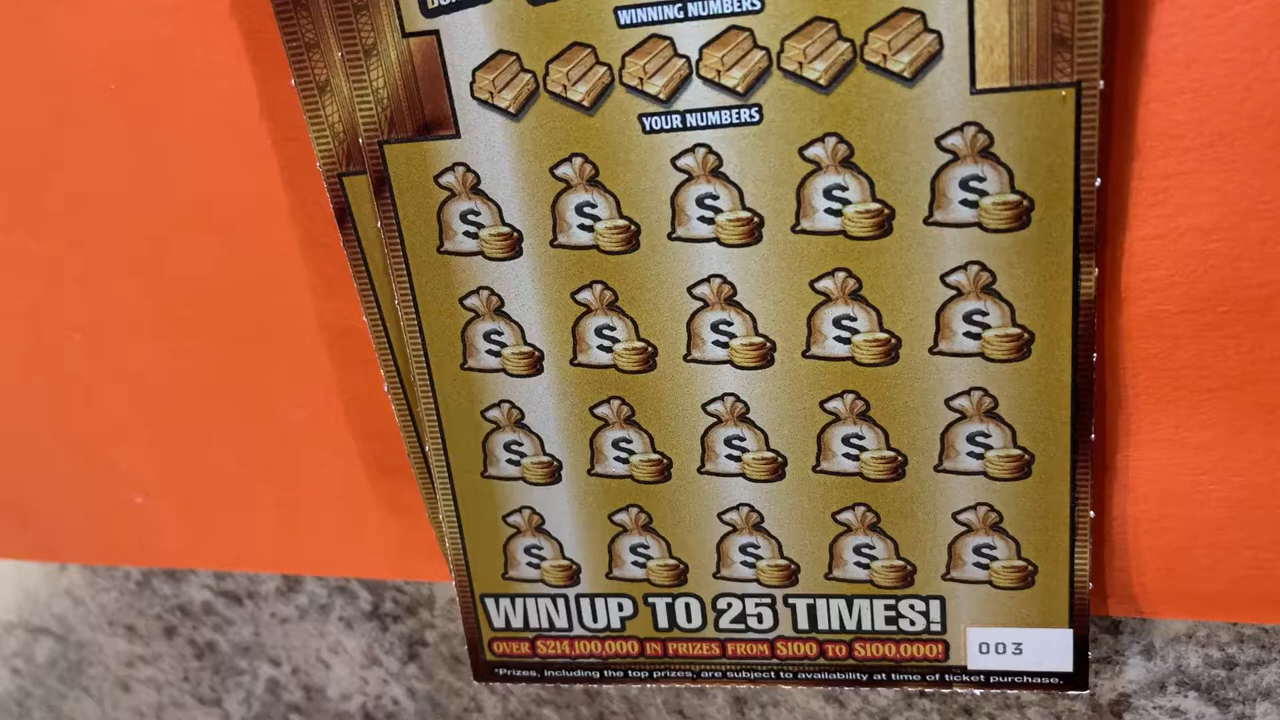 WINNING NUMBERS
YOUR NUMBERS
$ $ $ $ $
$ $ $ $ $
$ $ $ $ $
$ $ $ $ $
WIN UP TO 25 TIMES!
OVER $214,100,000 IN PRIZES FROM $100 TO $100,000!
003
*Prizes, including the top prizes, are subject to availability at time of ticket purchase.